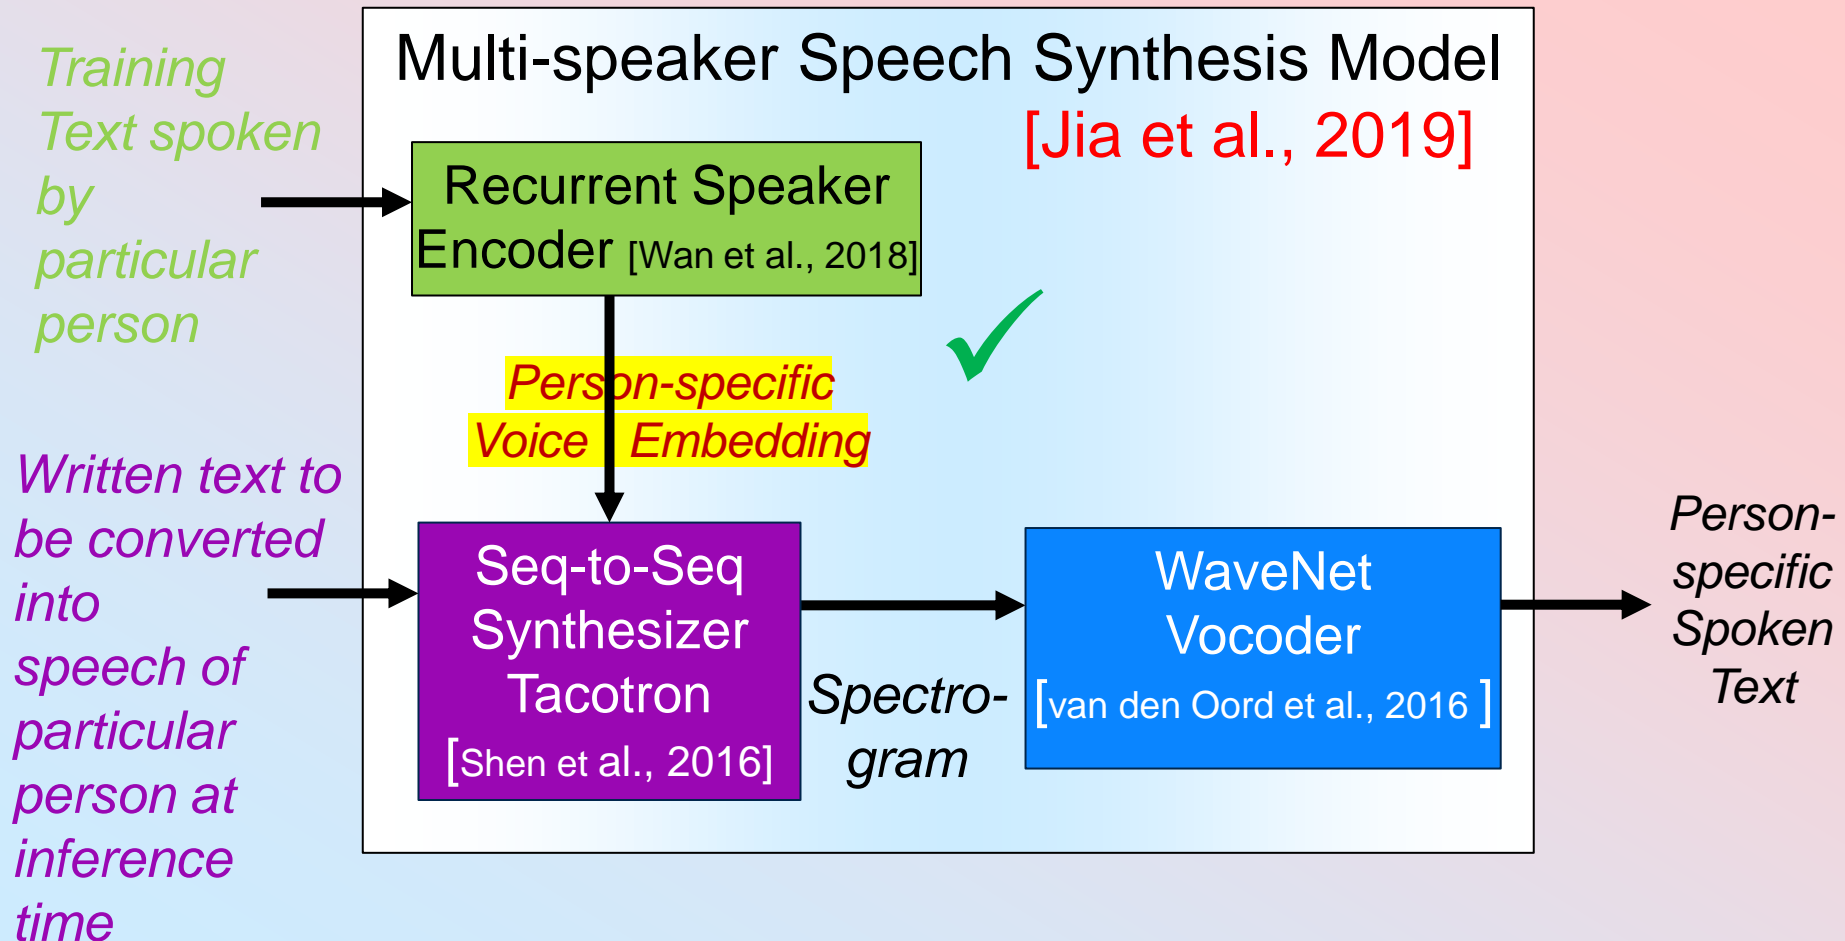 Multi-speaker Speech Synthesis Model
[Jia et al., 2019]
Training
Text spoken
by
particular
person
Recurrent Speaker
Encoder [Wan et al., 2018]
Person-specific
Voice Embedding
Written text to
be converted
into
speech of
particular
person at
inference
time
Seq-to-Seq
Synthesizer
Tacotron
[Shen et al., 2016]
Spectro-
gram
WaveNet
Vocoder
[van den Oord et al., 2016 ]
Person-
specific
Spoken
Text